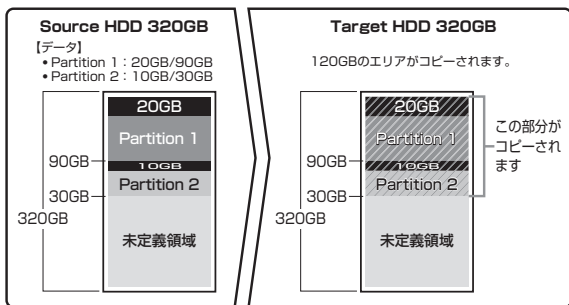 Source HDD 320GB
【データ】
• Partition 1：20GB/90GB
• Partition 2：10GB/30GB
20GB
Partition 1
90GB
10GB
Partition 2
30GB
320GB
未定義領域
Target HDD 320GB
120GBのエリアがコピーされます。
20GB
Partition 1
90GB
10GB
Partition 2
30GB
320GB
未定義領域
この部分が
コピーされ
ます